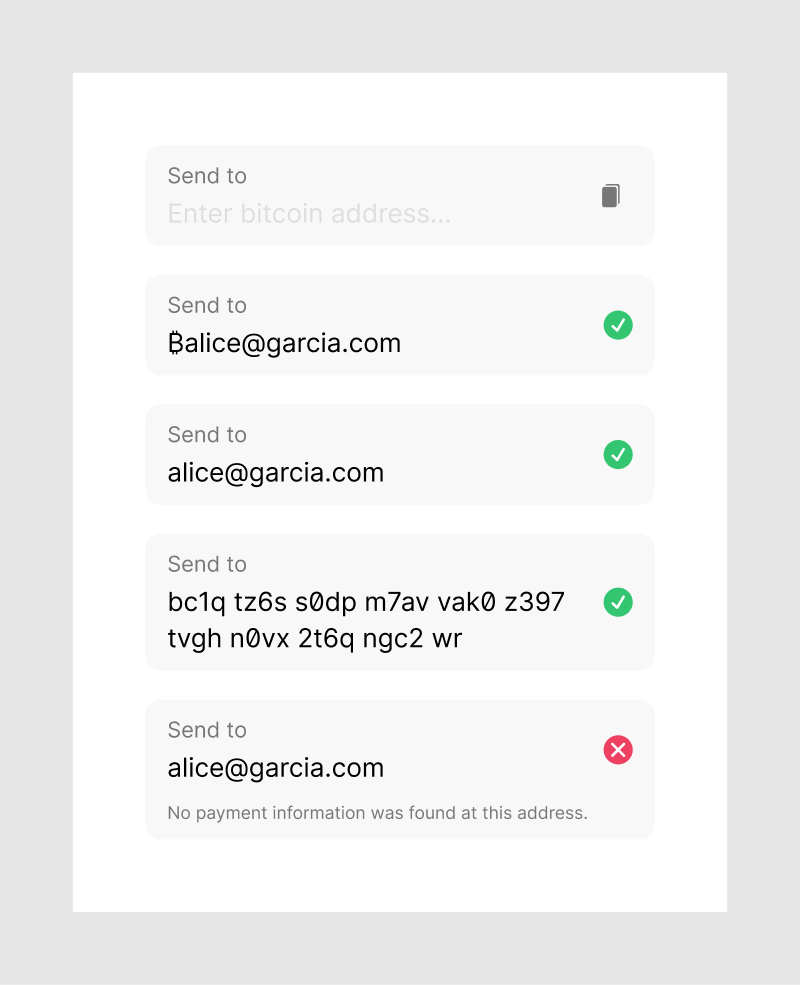 Send to
Enter bitcoin address...
Send to
₿alice@garcia.com
Send to
alice@garcia.com
Send to
bc1q tz6s s0dp m7av vak0 z397
tvgh n0vx 2t6q ngc2 wr
Send to
alice@garcia.com
No payment information was found at this address.